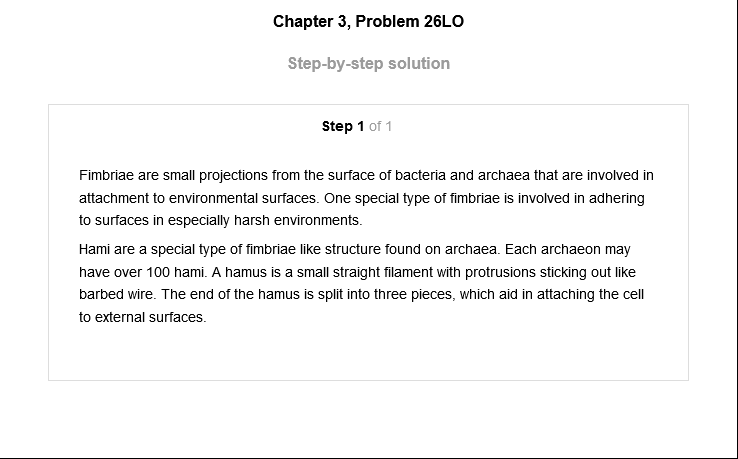 Chapter 3, Problem 26LO
Step-by-step solution
Step 1 of 1
Fimbriae are small projections from the surface of bacteria and archaea that are involved in
attachment to environmental surfaces. One special type of fimbriae is involved in adhering
to surfaces in especially harsh environments.
Hami are a special type of fimbriae like structure found on archaea. Each archaeon may
have over 100 hami. A hamus is a small straight filament with protrusions sticking out like
barbed wire. The end of the hamus is split into three pieces, which aid in attaching the cell
to external surfaces.